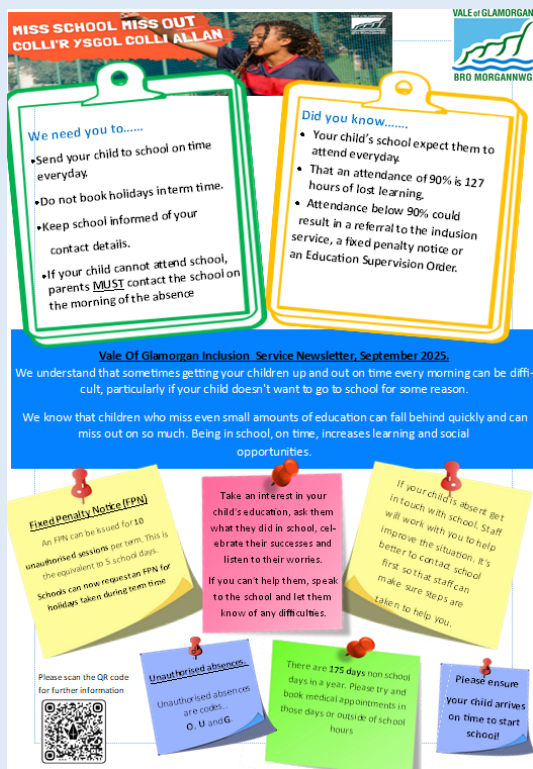 MISS SCHOOL MISS OUT
COLLI'R YSGOL COLLI ALLAN
VALE of GLAMORGAN
BRO MORGANNWG
We need you to......
•Send your child to school on time
everyday.
•Do not book holidays in term time.
•Keep school informed of your
contact details.
•If your child cannot attend school,
parents MUST contact the school on
the morning of the absence
Did you know.......
• Your child's school expect them to
attend everyday.
• That an attendance of 90% is 127
hours of lost learning.
• Attendance below 90% could
result in a referral to the inclusion
service, a fixed penalty notice or
an Education Supervision Order.
Vale Of Glamorgan Inclusion Service Newsletter, September 2025.
We understand that sometimes getting your children up and out on time every morning can be diffi-
cult, particularly if your child doesn't want to go to school for some reason.
We know that children who miss even small amounts of education can fall behind quickly and can
miss out on so much. Being in school, on time, increases learning and social
opportunities.
Fixed Penalty Notice (FPN)
An FPN can be issued for 10
unauthorised sessions per term. This is
the equivalent to 5 school days.
Schools can now request an FPN for
holidays taken during term time
Take an interest in your
child's education, ask them
what they did in school, cel-
ebrate their successes and
listen to their worries.
If you can't help them, speak
to the school and let them
know of any difficulties.
If your child is absent get
in touch with school. Staff
will work with you to help
improve the situation. It's
better to contact school
first so that staff can
make sure steps are
taken to help you.
Please scan the QR code
for further information
Unauthorised absences.
Unauthorised absences
are codes...
O, U and G.
There are 175 days non school
days in a year. Please try and
book medical appointments in
those days or outside of school
hours
Please ensure
your child arrives
on time to start
school!